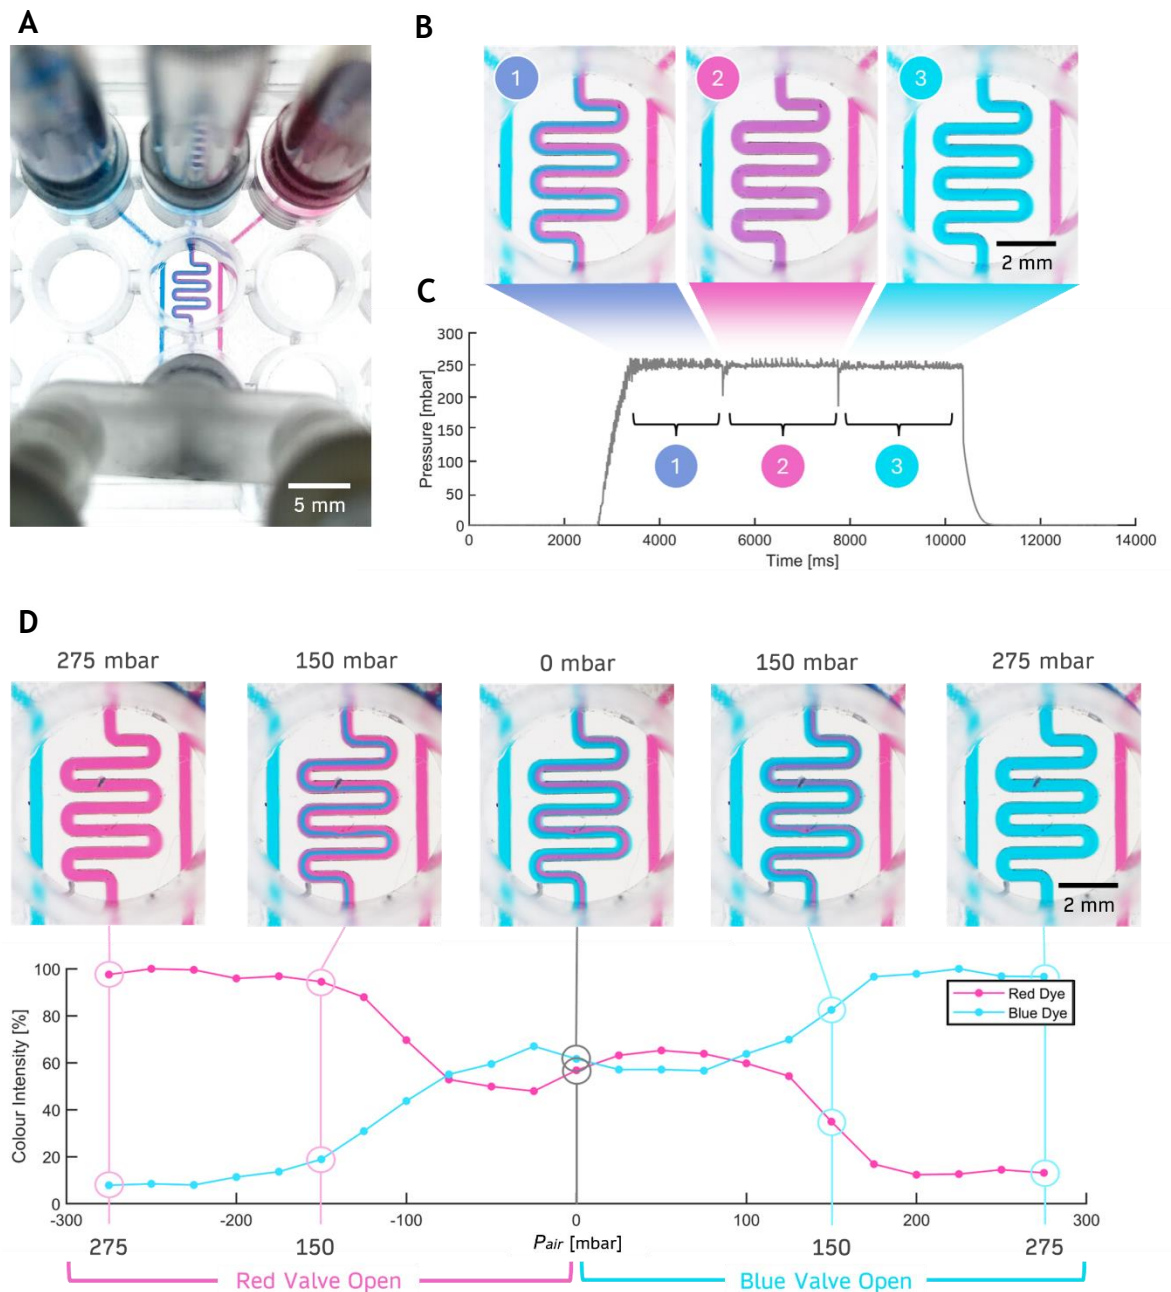 A
5 mm
B
1
2
3
2 mm
C
300
250
200
150
100
50
0
Pressure [mbar]
1
2
3
0 2000 4000 6000 8000 10000 12000 14000
Time [ms]
D
275 mbar
150 mbar
0 mbar
150 mbar
275 mbar
2 mm
100
80
60
40
20
0
Colour Intensity [%]
Red Dye
Blue Dye
-300 -200 -100 0 100 200 300
275 150 Pair [mbar] 150 275
Red Valve Open
Blue Valve Open